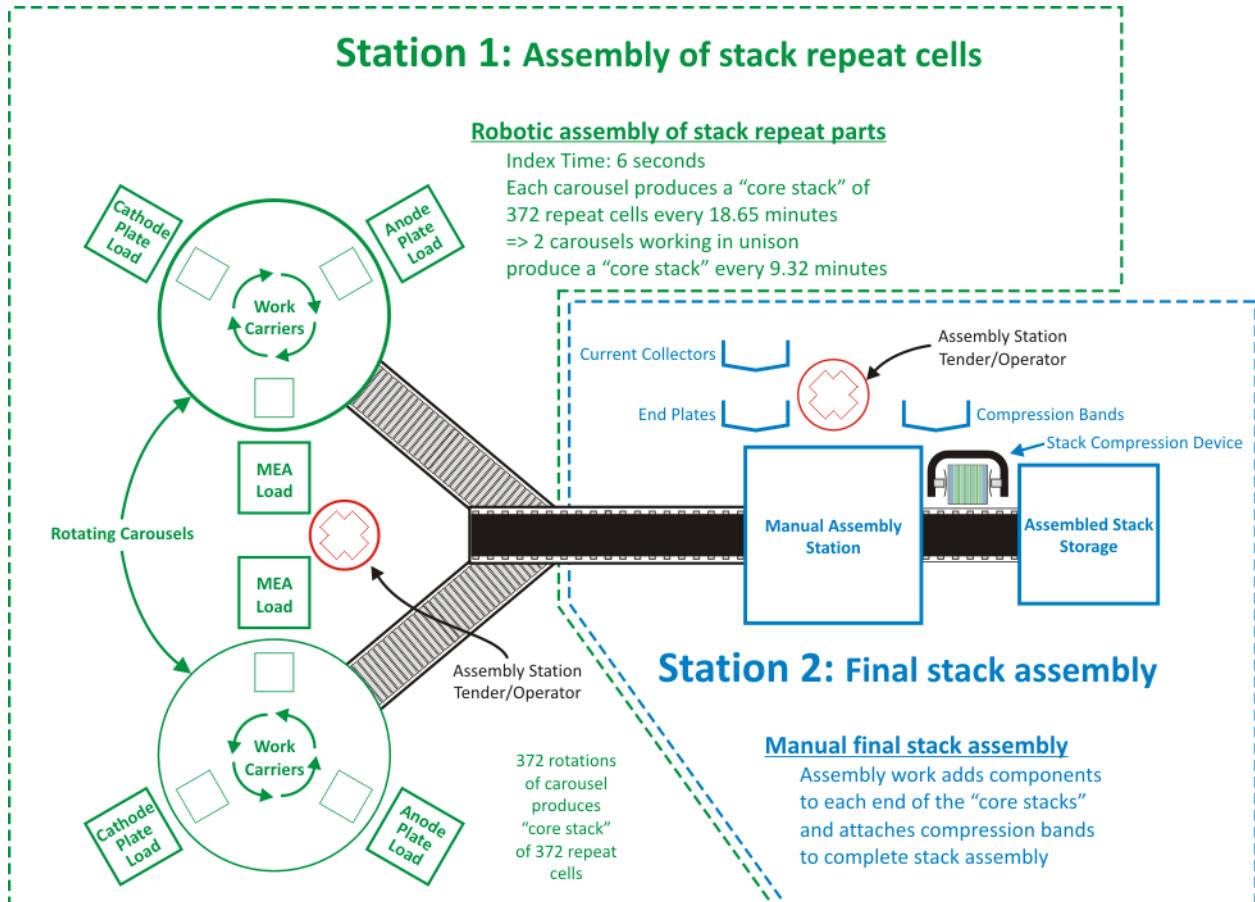 Station 1: Assembly of stack repeat cells
Robotic assembly of stack repeat parts
Index Time: 6 seconds
Each carousel produces a “core stack” of
372 repeat cells every 18.65 minutes
=> 2 carousels working in unison
produce a “core stack” every 9.32 minutes
Cathode
Plate
Load
Anode
Plate
Load
Work
Carriers
MEA
Load
Rotating Carousels
MEA
Load
Assembly Station
Tender/Operator
Work
Carriers
Cathode
Plate
Load
Anode
Plate
Load
372 rotations
of carousel
produces
“core stack”
of 372 repeat
cells
Current Collectors
Assembly Station
Tender/Operator
End Plates
Compression Bands
Stack Compression Device
Manual Assembly
Station
Assembled Stack
Storage
Station 2: Final stack assembly
Manual final stack assembly
Assembly work adds components
to each end of the “core stacks”
and attaches compression bands
to complete stack assembly